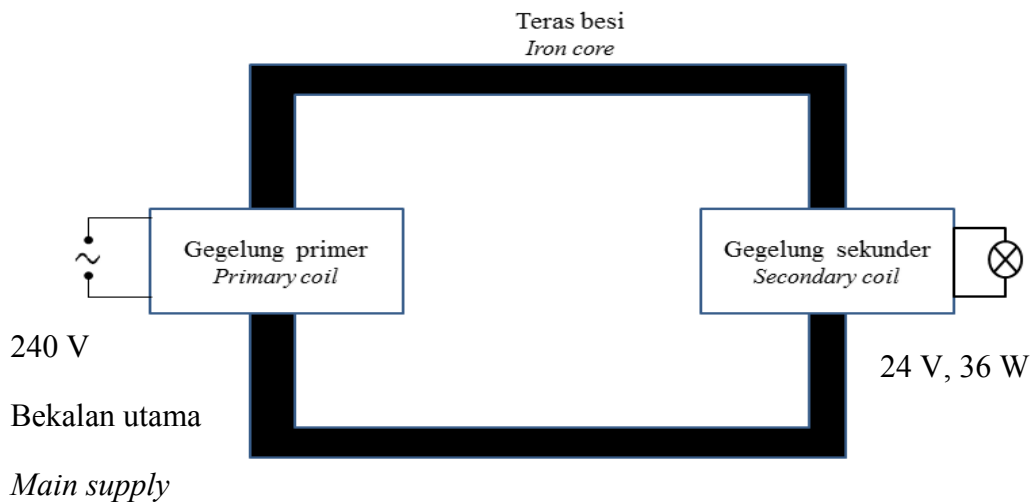 Teras besi
Iron core
Gegelung primer
Primary coil
Gegelung sekunder
Secondary coil
~
240 V
24 V, 36 W
Bekalan utama
Main supply